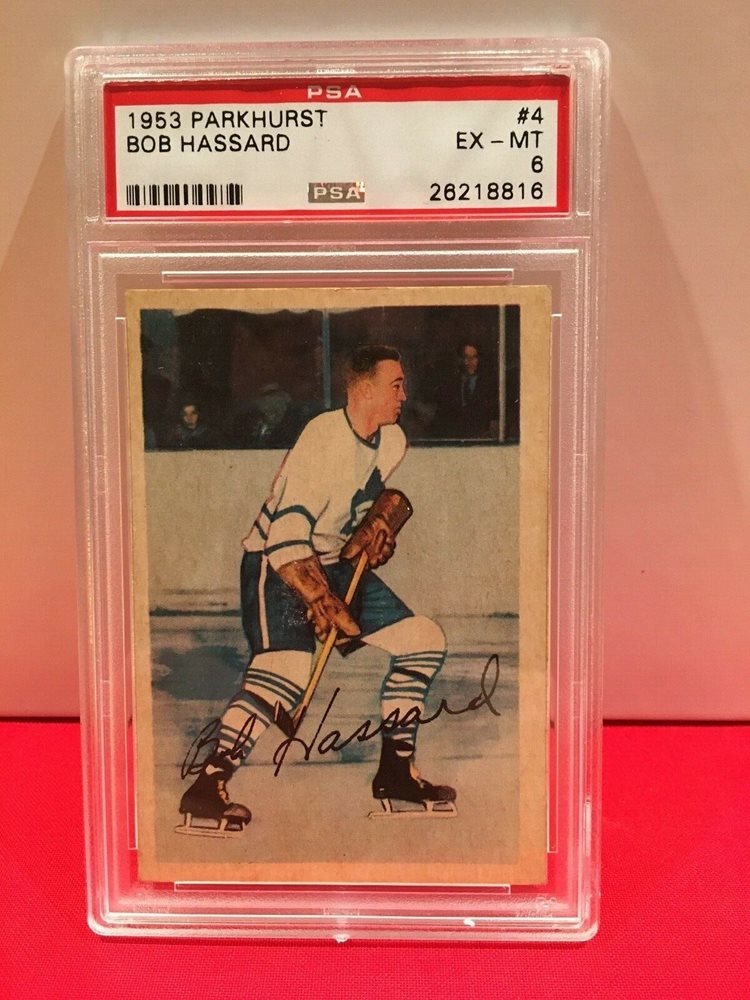 PSA
1953 PARKHURST #4
BOB HASSARD EX - MT
6
PSA 26218816
Bob Hassard